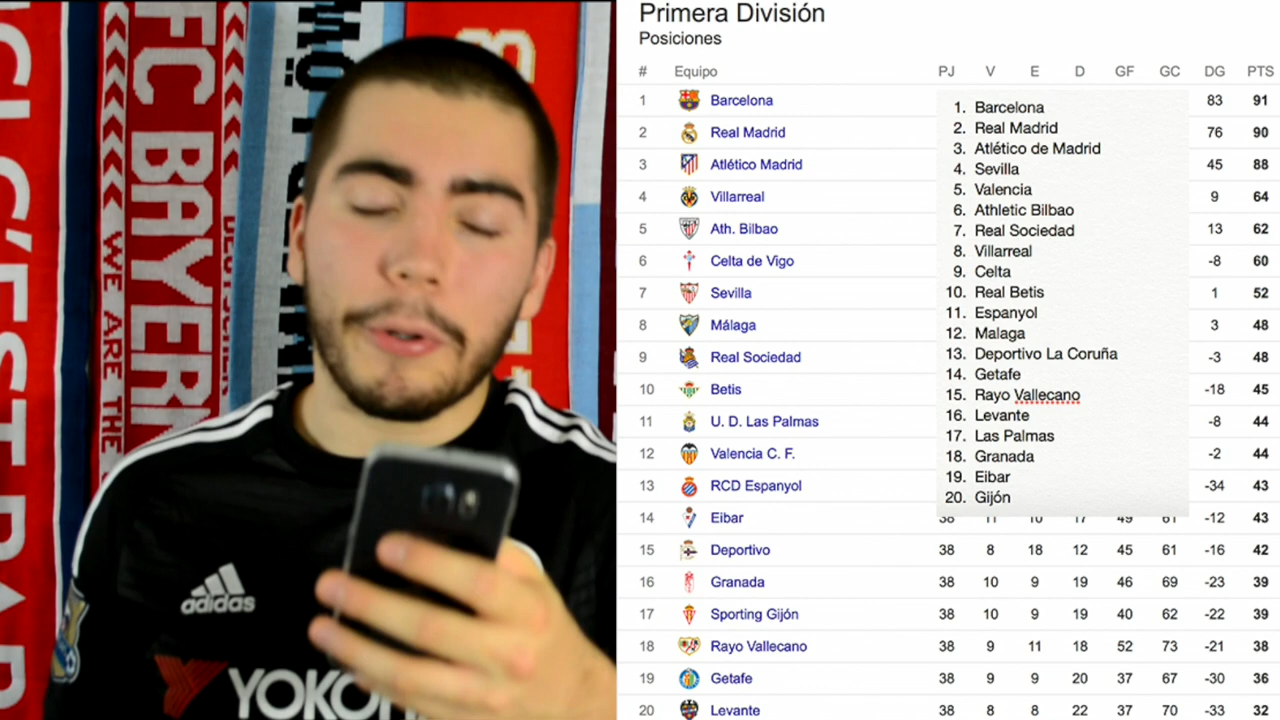 FC BAYERN
WE ARE THE
adidas
Primera División
Posiciones
# Equipo PJ V E D GF GC DG PTS
1 Barcelona 83 91
2 Real Madrid 76 90
3 Atlético Madrid 45 88
4 Villarreal 9 64
5 Ath. Bilbao 13 62
6 Celta de Vigo -8 60
7 Sevilla 1 52
8 Málaga 3 48
9 Real Sociedad -3 48
10 Betis -18 45
11 U. D. Las Palmas -8 44
12 Valencia C. F. -2 44
13 RCD Espanyol -34 43
14 Eibar 38 11 10 17 49 61 -12 43
15 Deportivo 38 8 18 12 45 61 -16 42
16 Granada 38 10 9 19 46 69 -23 39
17 Sporting Gijón 38 10 9 19 40 62 -22 39
18 Rayo Vallecano 38 9 11 18 52 73 -21 38
19 Getafe 38 9 9 20 37 67 -30 36
20 Levante 38 8 8 22 37 70 -33 32
1. Barcelona
2. Real Madrid
3. Atlético de Madrid
4. Sevilla
5. Valencia
6. Athletic Bilbao
7. Real Sociedad
8. Villarreal
9. Celta
10. Real Betis
11. Espanyol
12. Malaga
13. Deportivo La Coruña
14. Getafe
15. Rayo Vallecano
16. Levante
17. Las Palmas
18. Granada
19. Eibar
20. Gijón